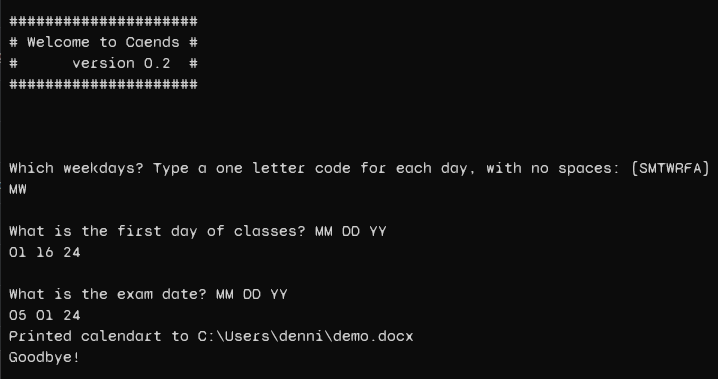 #####################
# Welcome to Caends #
#      version 0.2  #
#####################
Which weekdays? Type a one letter code for each day, with no spaces: [SMTWRFA]
MW
What is the first day of classes? MM DD YY
01 16 24
What is the exam date? MM DD YY
05 01 24
Printed calendart to C:\Users\denni\demo.docx
Goodbye!